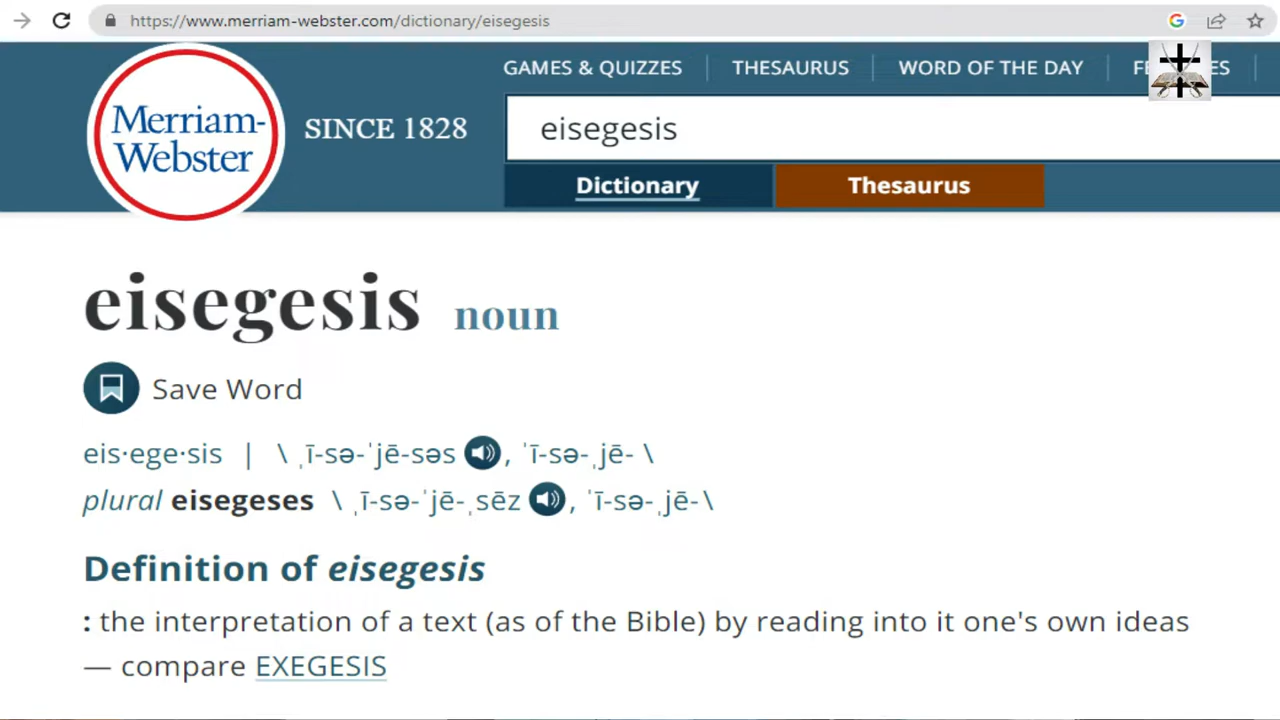 https://www.merriam-webster.com/dictionary/eisegesis
GAMES & QUIZZES | THESAURUS | WORD OF THE DAY |
Merriam-
Webster
SINCE 1828
eisegesis
Dictionary Thesaurus
eisegesis noun
Save Word
eis·ege·sis | \ ˌī-sə-ˈjē-səs , ˈī-sə-ˌjē- \
plural eisegeses \ ˌī-sə-ˈjē-ˌsēz , ˈī-sə-ˌjē-\
Definition of eisegesis
: the interpretation of a text (as of the Bible) by reading into it one's own ideas
— compare EXEGESIS